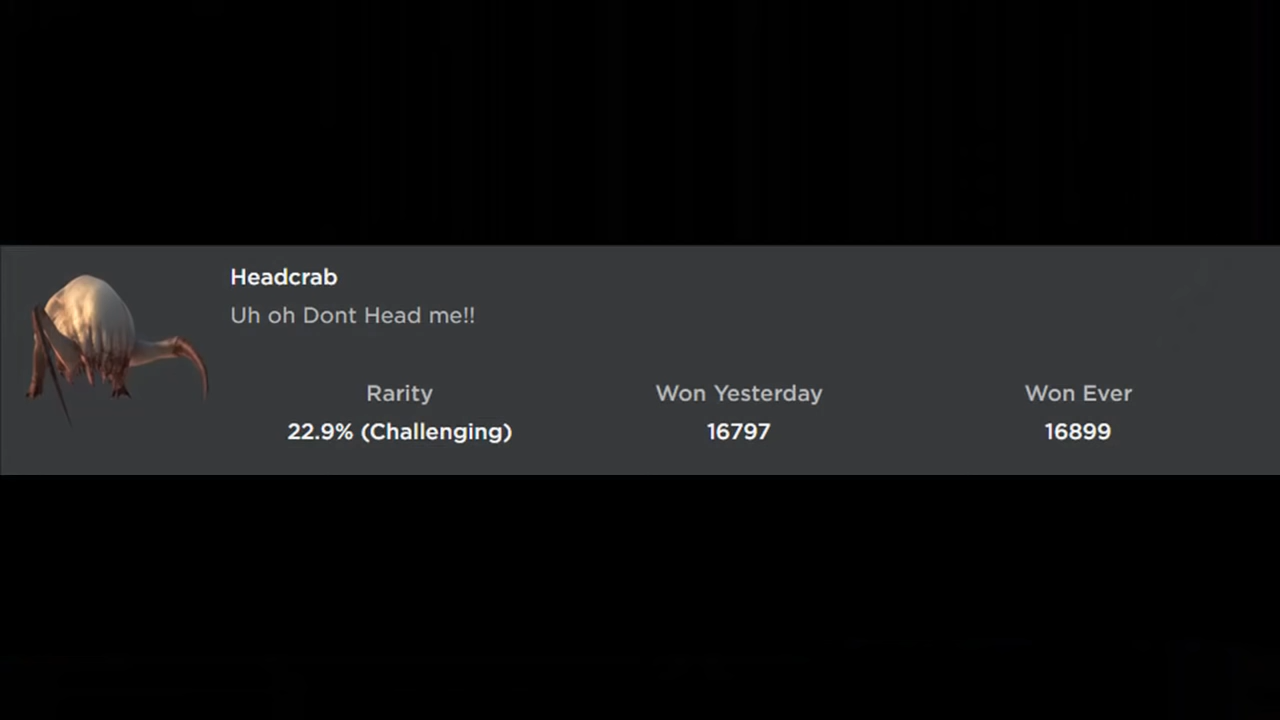 Headcrab
Uh oh Dont Head me!!
Rarity Won Yesterday Won Ever
22.9% (Challenging) 16797 16899